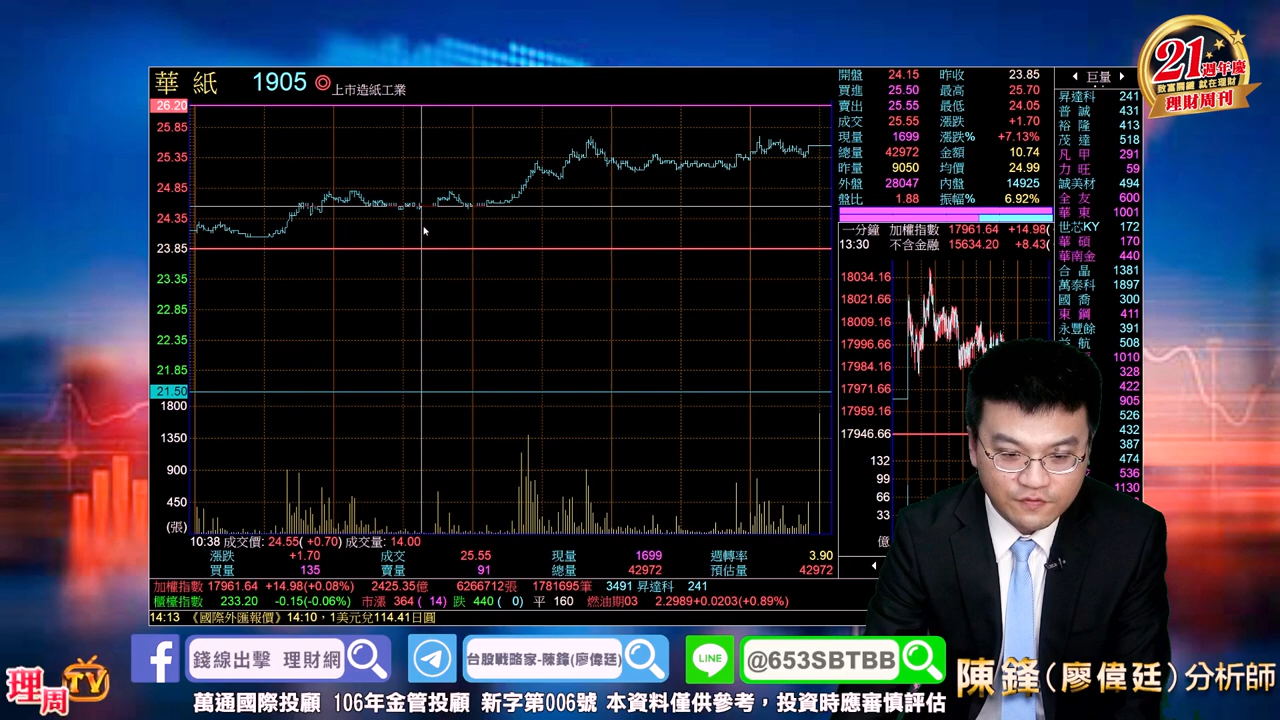 華 紙 1905 ◎上市造紙工業
26.20
25.85
25.35
24.85
24.35
23.85
23.35
22.85
22.35
21.85
21.50
1800
1350
900
450
(張)
10:38 成交價: 24.55( +0.70) 成交量: 14.00
漲跌 +1.70 成交 25.55 現量 1699 週轉率 3.90
買量 135 賣量 91 總量 42972 預估量 42972
開盤 24.15 昨收 23.85
買進 25.50 最高 25.70
賣出 25.55 最低 24.05
成交 25.55 漲跌 +1.70
現量 1699 漲跌% +7.13%
總量 42972 金額 10.74
昨量 9050 均價 24.99
外盤 28047 內盤 14925
盤比 1.88 振幅% 6.92%
一分鐘 加權指數 17961.64 +14.98(
13:30 不含金融 15634.20 +8.43(
18034.16
18021.66
18009.16
17996.66
17984.16
17971.66
17959.16
17946.66
132
99
66
33
億
巨量
昇達科 241
普 誠 431
裕 隆 413
茂 達 518
凡 甲 291
力 旺 59
誠美材 494
全 友 600
華 東 1001
世芯KY 172
華 碩 170
華南金 440
合 晶 1381
萬泰科 1897
國 喬 300
東 鋼 411
永豐餘 391
益 航 508
1010
328
422
905
526
432
387
474
536
1130
加權指數 17961.64 +14.98(+0.08%) 2425.35億 6266712張 1781695筆 3491 昇達科 241
櫃檯指數 233.20 -0.15(-0.06%) 市漲 364 ( 14) 跌 440 ( 0) 平 160 燃油期03 2.2989+0.0203(+0.89%)
14:13 《國際外匯報價》14:10，1美元兌114.41日圓
21週年慶
致富關鍵 就在理財
理財周刊
錢線出擊 理財網
台股戰略家-陳鋒(廖偉廷)
LINE
@653SBTBB
理周TV
陳鋒(廖偉廷)分析師
萬通國際投顧 106年金管投顧 新字第006號 本資料僅供參考，投資時應審慎評估